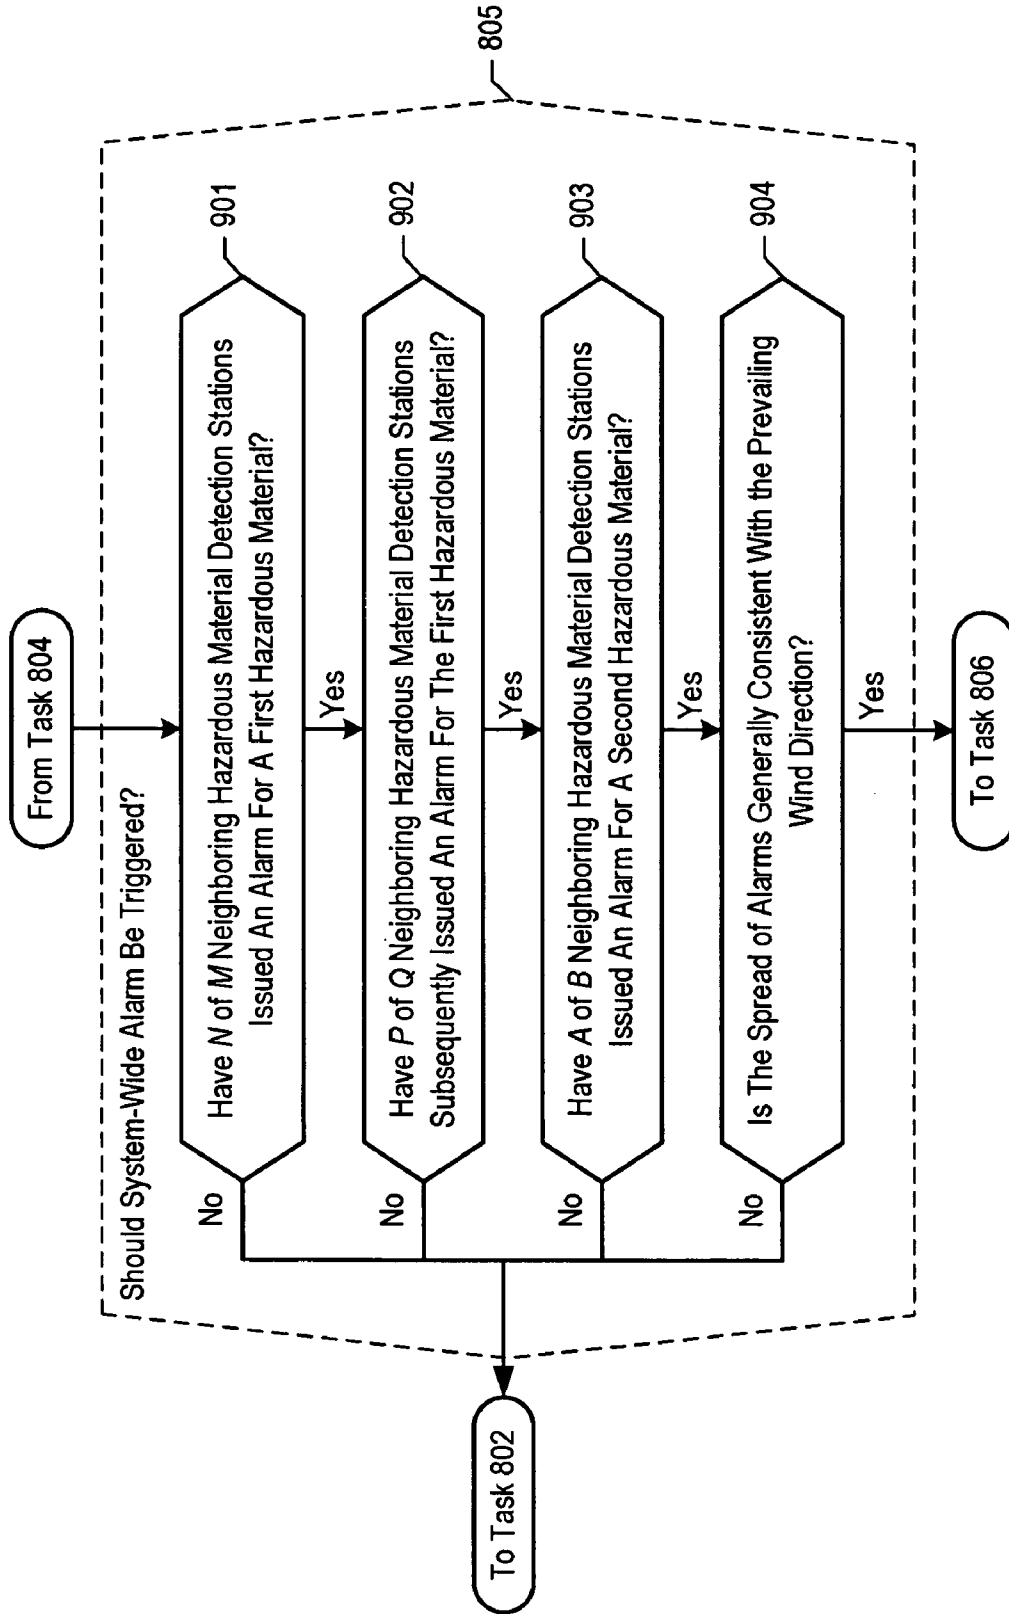 From Task 804
Should System-Wide Alarm Be Triggered?
805
901
Have N of M Neighboring Hazardous Material Detection Stations
Issued An Alarm For A First Hazardous Material?
No
Yes
902
Have P of Q Neighboring Hazardous Material Detection Stations
Subsequently Issued An Alarm For The First Hazardous Material?
No
Yes
903
Have A of B Neighboring Hazardous Material Detection Stations
Issued An Alarm For A Second Hazardous Material?
No
Yes
904
Is The Spread of Alarms Generally Consistent With the Prevailing
Wind Direction?
No
Yes
To Task 802
To Task 806